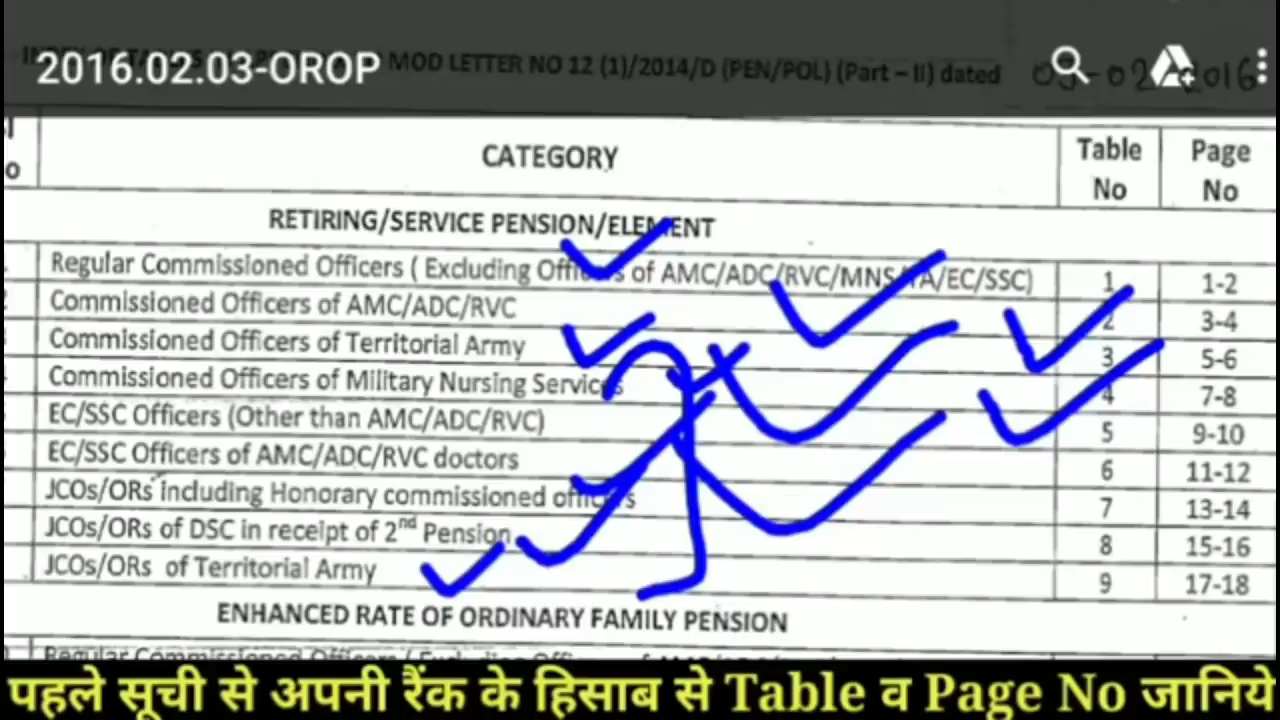 2016.02.03-OROP MOD LETTER NO 12 (1)/2014/D (PEN/POL) (Part – II) dated 03-02-2016
CATEGORY
Table No
Page No
RETIRING/SERVICE PENSION/ELEMENT
Regular Commissioned Officers ( Excluding Officers of AMC/ADC/RVC/MNS/TA/EC/SSC) 1 1-2
Commissioned Officers of AMC/ADC/RVC 2 3-4
Commissioned Officers of Territorial Army 3 5-6
Commissioned Officers of Military Nursing Services 4 7-8
EC/SSC Officers (Other than AMC/ADC/RVC) 5 9-10
EC/SSC Officers of AMC/ADC/RVC doctors 6 11-12
JCOs/ORs including Honorary commissioned officers 7 13-14
JCOs/ORs of DSC in receipt of 2nd Pension 8 15-16
JCOs/ORs of Territorial Army 9 17-18
ENHANCED RATE OF ORDINARY FAMILY PENSION
Regular Commissioned Officers
पहले सूची से अपनी रैंक के हिसाब से Table व Page No जानिये